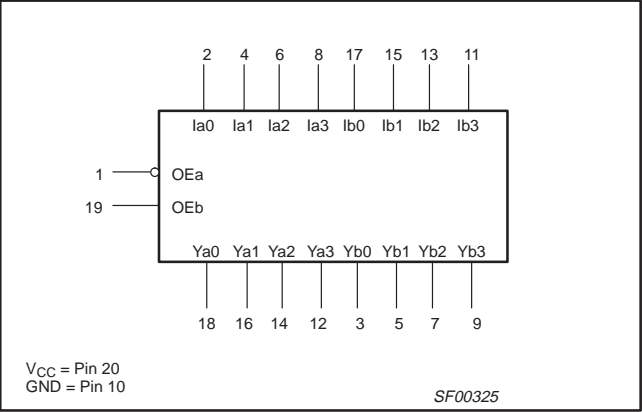 2 4 6 8 17 15 13 11
Ia0 Ia1 Ia2 Ia3 Ib0 Ib1 Ib2 Ib3
1 OEa
19 OEb
Ya0 Ya1 Ya2 Ya3 Yb0 Yb1 Yb2 Yb3
18 16 14 12 3 5 7 9
VCC = Pin 20
GND = Pin 10
SF00325